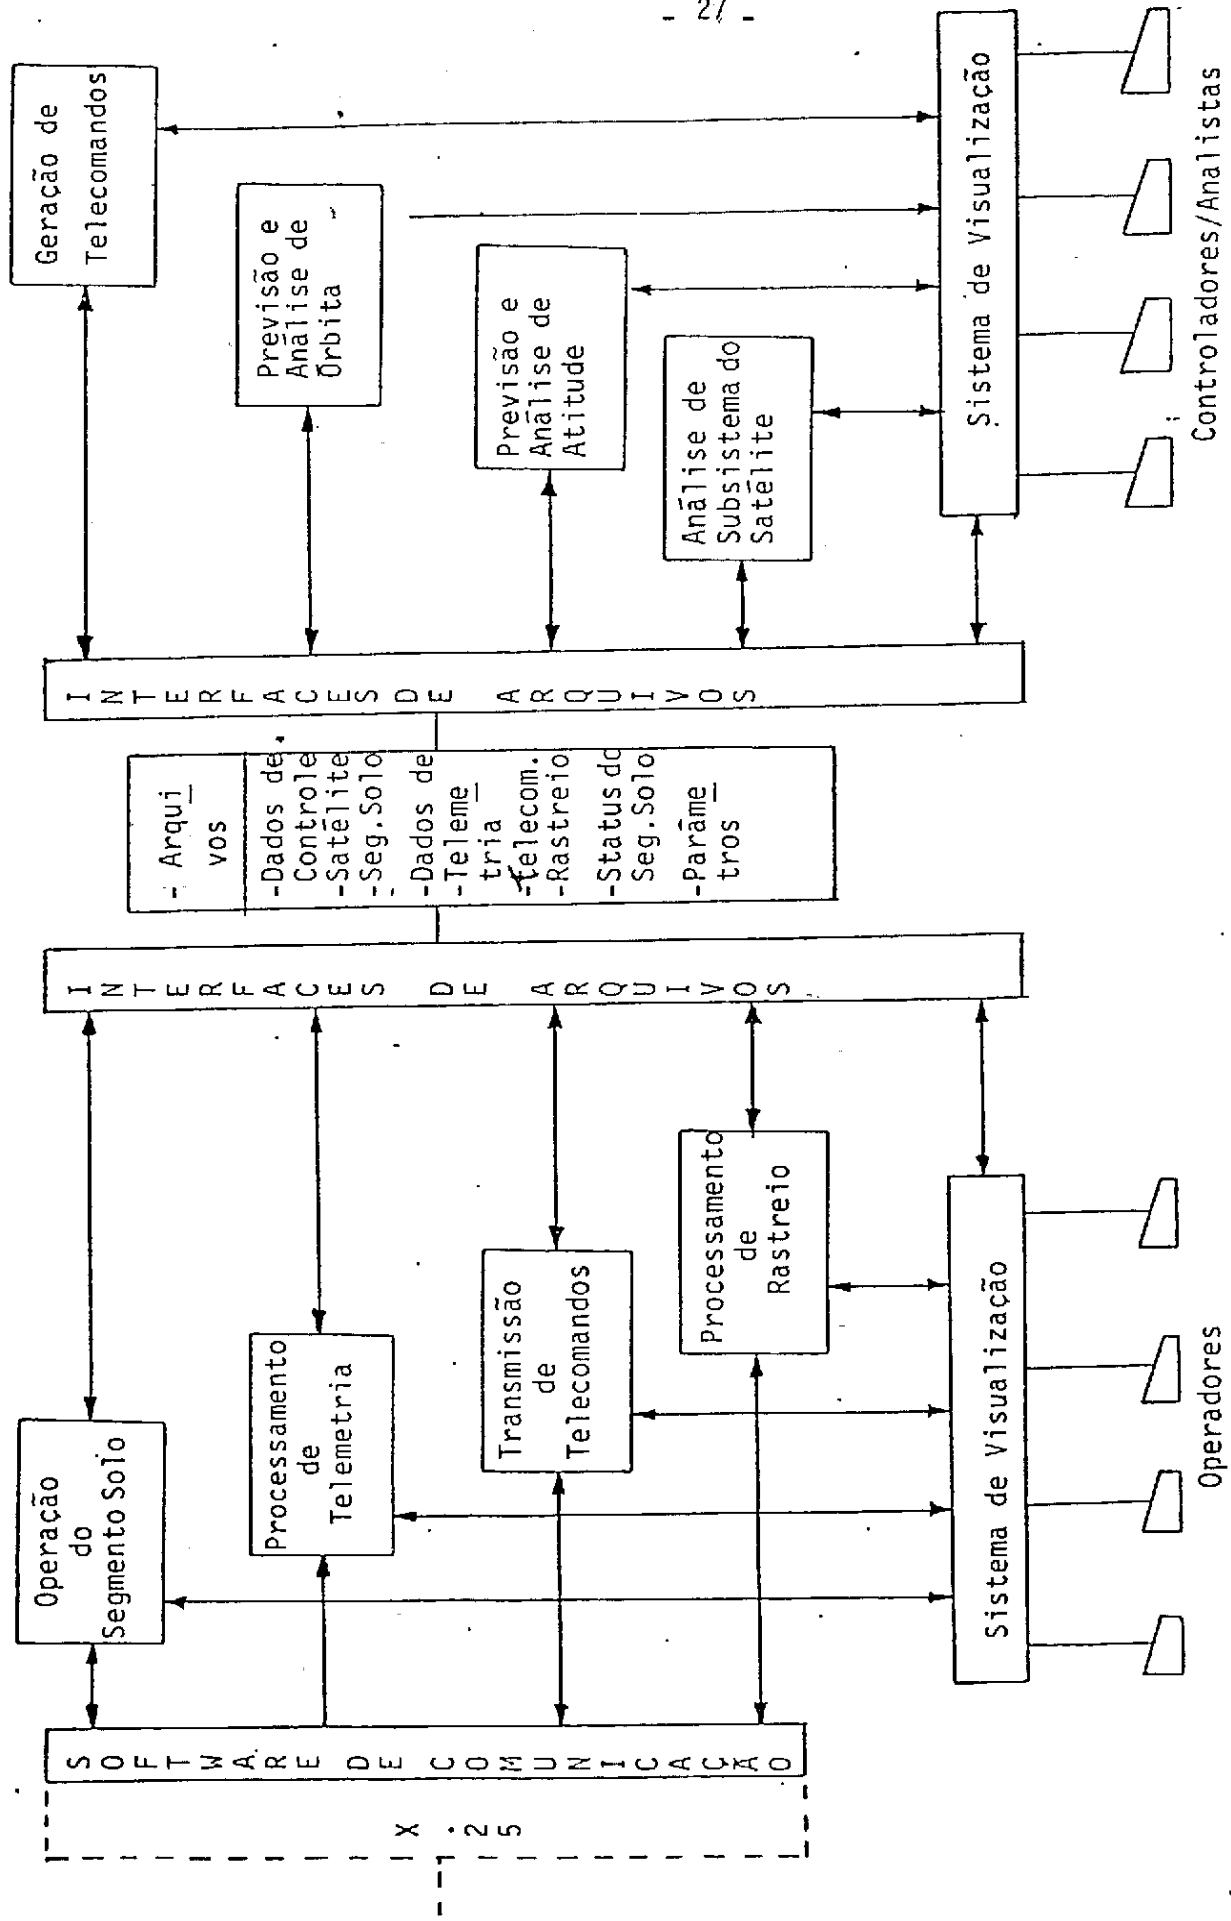 - 27 -
X.25
SOFTWARE DE COMUNICAÇÃO
Operação
do
Segmento Solo
Processamento
de
Telemetria
Transmissão
de
Telecomandos
Processamento
de
Rastreio
Sistema de Visualização
Operadores
INTERFACES DE ARQUIVOS
- Arqui
vos
-Dados de
Controle
-Satélite
-Seg.Solo
-Dados de
-Teleme
tria
-Telecom.
-Rastreio
-Status do
Seg.Solo
-Parâme
tros
INTERFACES DE ARQUIVOS
Geração de
Telecomandos
Previsão e
Análise de
Órbita
Previsão e
Análise de
Atitude
Análise de
Subsistema do
Satélite
Sistema de Visualização
Controladores/Analistas